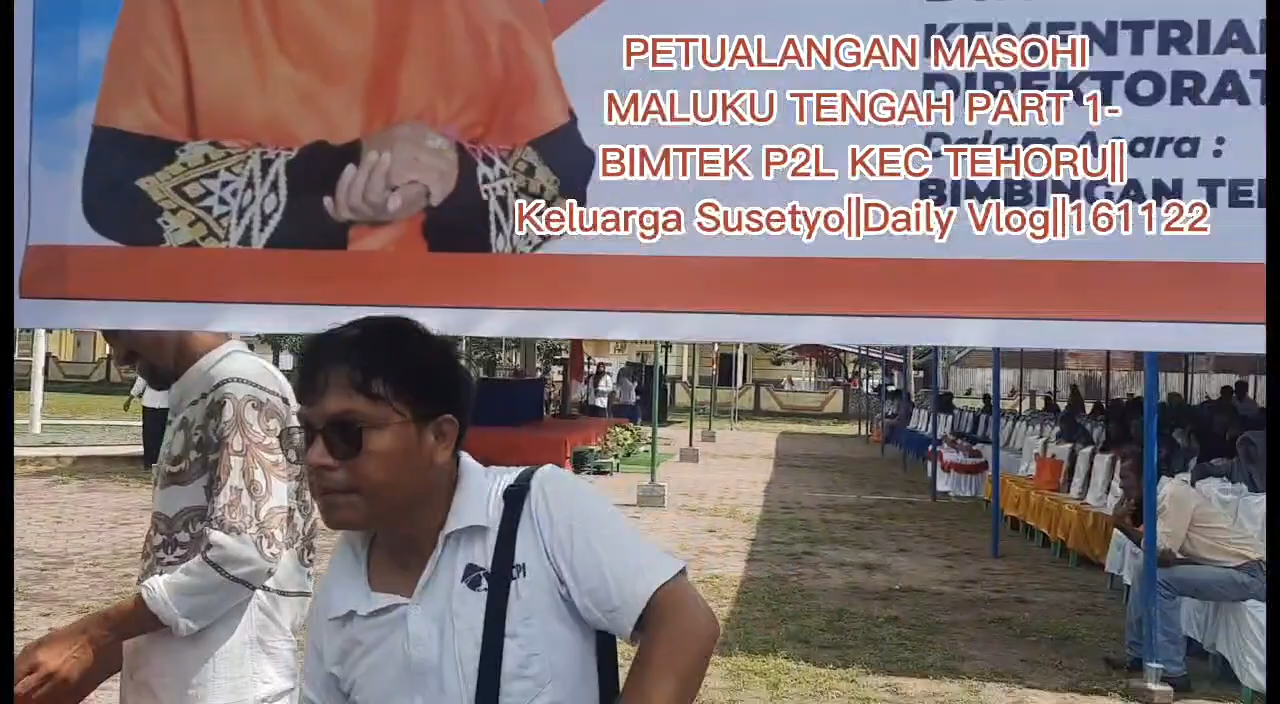 PETUALANGAN MASOHI
MALUKU TENGAH PART 1-
BIMTEK P2L KEC TEHORU||
Keluarga Susetyo||Daily Vlog||161122
KEMENTRIA
DIREKTORAT
Dalam Acara :
BIMBINGAN TE